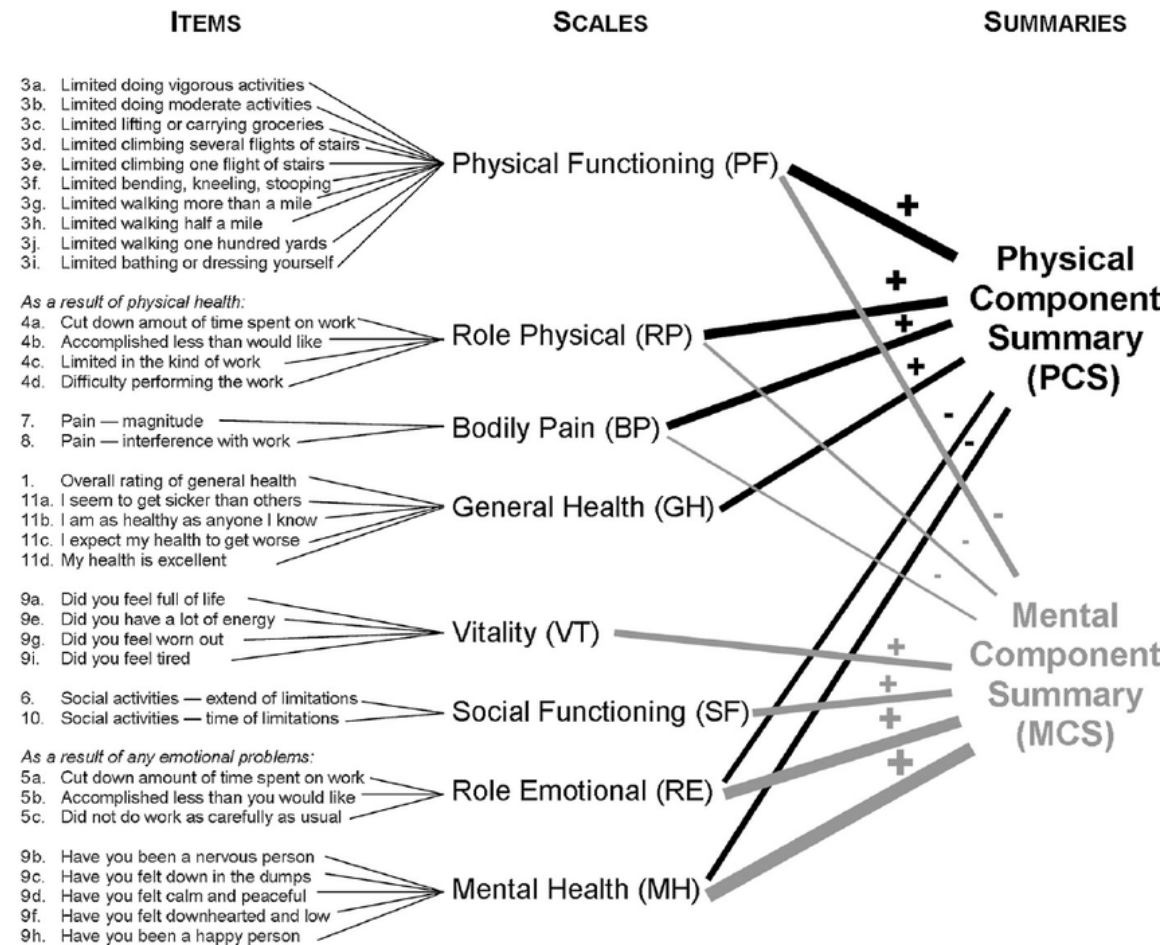 ITEMS
SCALES
SUMMARIES
3a. Limited doing vigorous activities
3b. Limited doing moderate activities
3c. Limited lifting or carrying groceries
3d. Limited climbing several flights of stairs
3e. Limited climbing one flight of stairs
3f. Limited bending, kneeling, stooping
3g. Limited walking more than a mile
3h. Limited walking half a mile
3j. Limited walking one hundred yards
3i. Limited bathing or dressing yourself
Physical Functioning (PF)
As a result of physical health:
4a. Cut down amout of time spent on work
4b. Accomplished less than would like
4c. Limited in the kind of work
4d. Difficulty performing the work
Role Physical (RP)
7. Pain — magnitude
8. Pain — interference with work
Bodily Pain (BP)
1. Overall rating of general health
11a. I seem to get sicker than others
11b. I am as healthy as anyone I know
11c. I expect my health to get worse
11d. My health is excellent
General Health (GH)
9a. Did you feel full of life
9e. Did you have a lot of energy
9g. Did you feel worn out
9i. Did you feel tired
Vitality (VT)
6. Social activities — extend of limitations
10. Social activities — time of limitations
Social Functioning (SF)
As a result of any emotional problems:
5a. Cut down amount of time spent on work
5b. Accomplished less than you would like
5c. Did not do work as carefully as usual
Role Emotional (RE)
9b. Have you been a nervous person
9c. Have you felt down in the dumps
9d. Have you felt calm and peaceful
9f. Have you felt downhearted and low
9h. Have you been a happy person
Mental Health (MH)
+
+
+
+
-
-
Physical
Component
Summary
(PCS)
-
-
-
+
+
+
+
Mental
Component
Summary
(MCS)